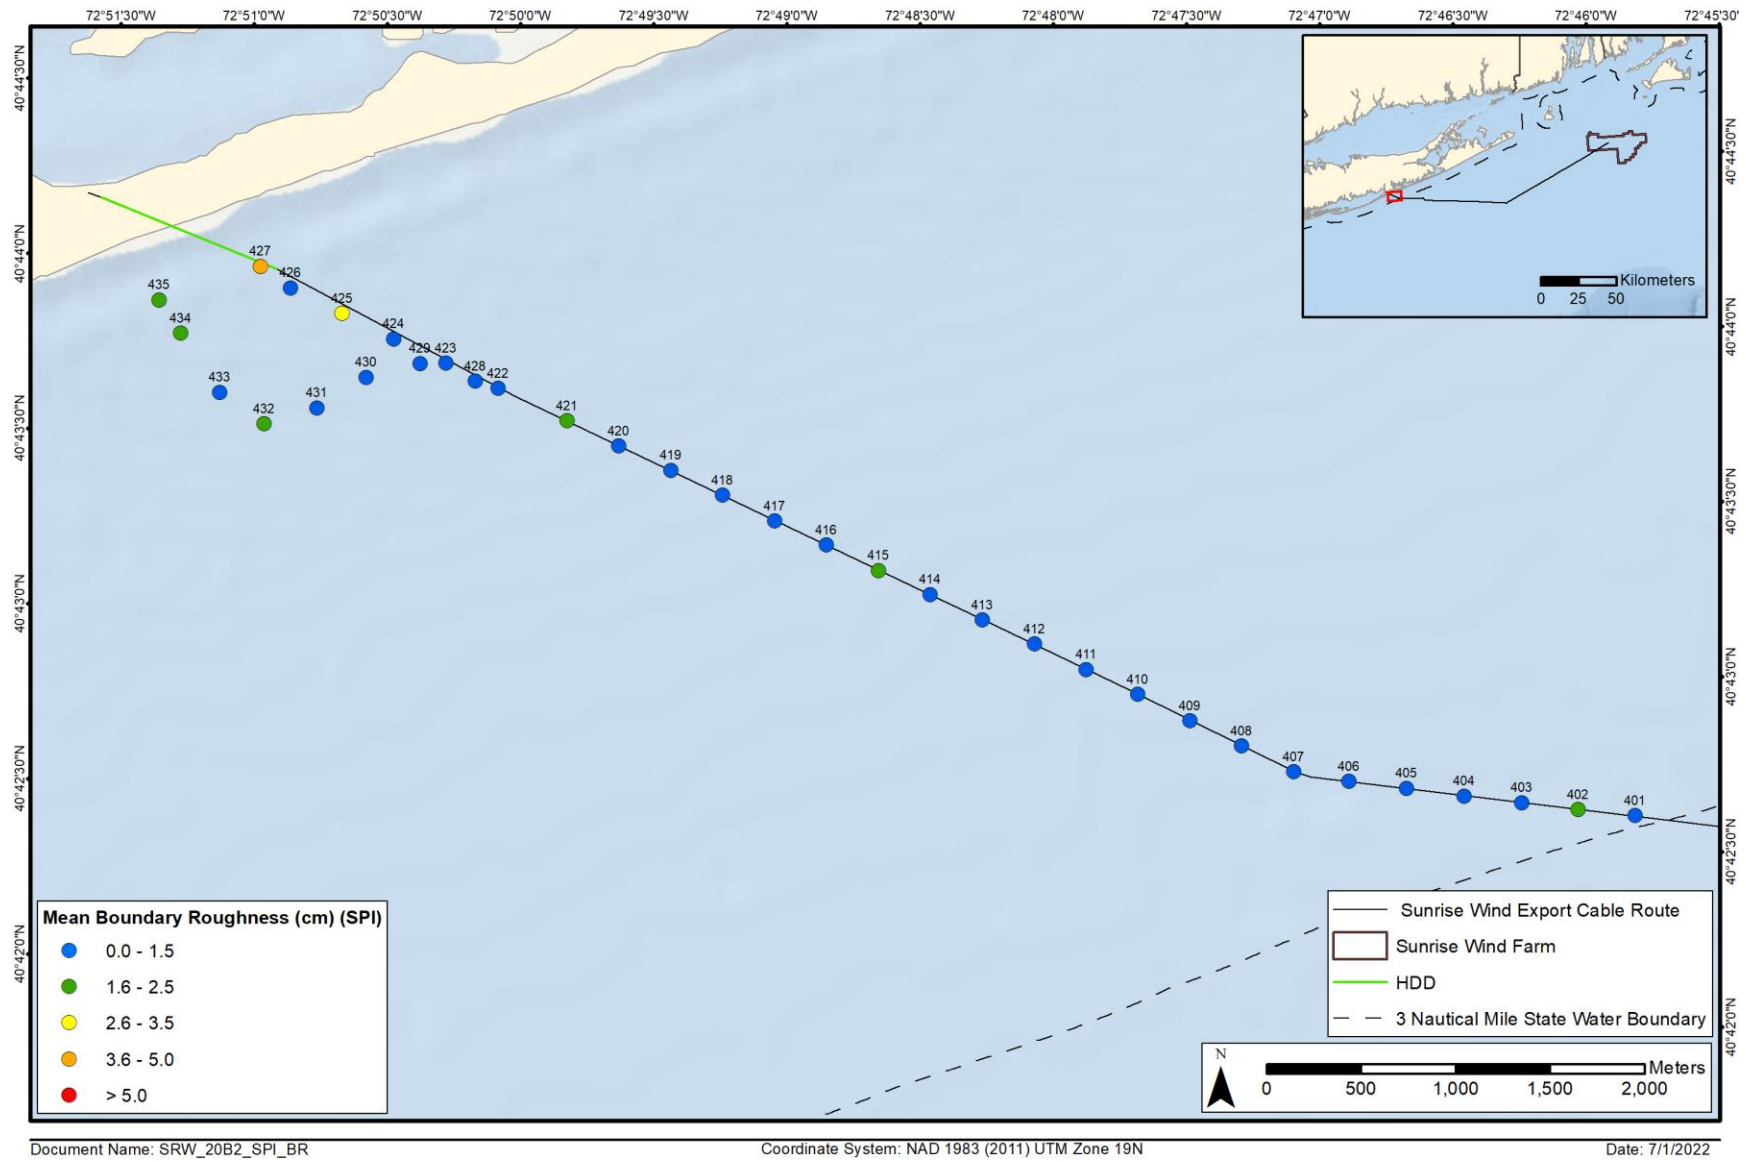 72°51'30"W 72°51'0"W 72°50'30"W 72°50'0"W 72°49'30"W 72°49'0"W 72°48'30"W 72°48'0"W 72°47'30"W 72°47'0"W 72°46'30"W 72°46'0"W 72°45'30"
40°44'30"N
40°44'0"N
40°43'30"N
40°43'0"N
40°42'30"N
40°42'0"N
40°44'30"N
40°44'0"N
40°43'30"N
40°43'0"N
40°42'30"N
40°42'0"N
Kilometers
0 25 50
427
426
435
425
434
424
429 423
430
428
422
433
431
432
421
420
419
418
417
416
415
414
413
412
411
410
409
408
407
406
405
404
403
402
401
Mean Boundary Roughness (cm) (SPI)
0.0 - 1.5
1.6 - 2.5
2.6 - 3.5
3.6 - 5.0
> 5.0
Sunrise Wind Export Cable Route
Sunrise Wind Farm
HDD
3 Nautical Mile State Water Boundary
N
Meters
0 500 1,000 1,500 2,000
Document Name: SRW_20B2_SPI_BR Coordinate System: NAD 1983 (2011) UTM Zone 19N Date: 7/1/2022